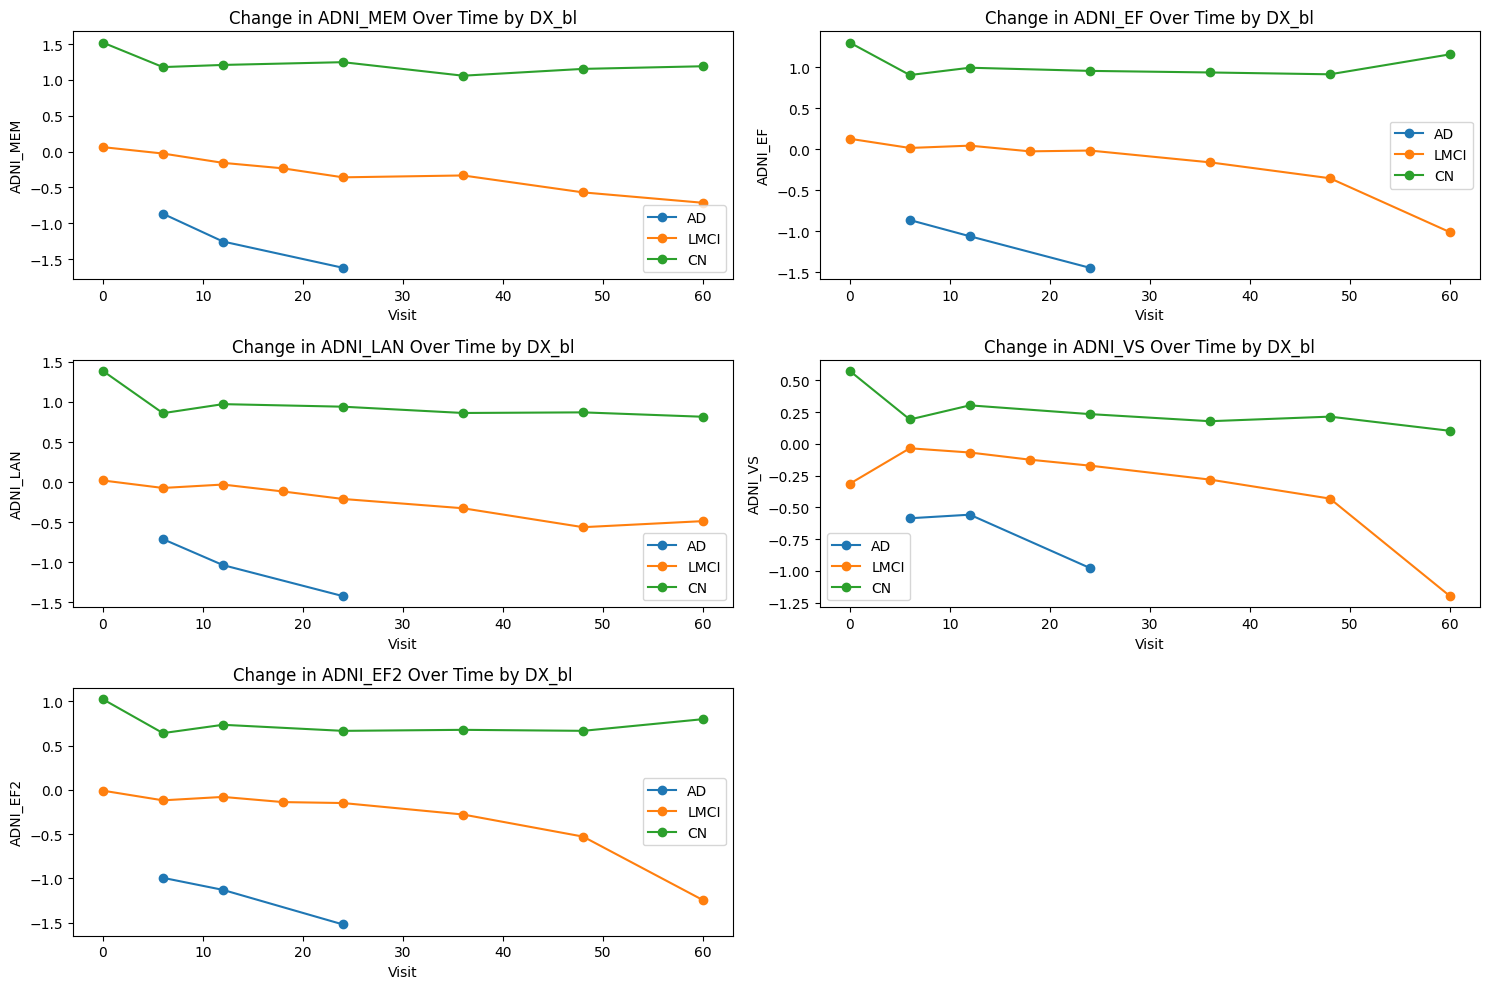 Change in ADNI_MEM Over Time by DX_bl
1.5
1.0
0.5
0.0
−0.5
−1.0
−1.5
ADNI_MEM
AD
LMCI
CN
0 10 20 30 40 50 60
Visit
Change in ADNI_EF Over Time by DX_bl
1.0
0.5
0.0
−0.5
−1.0
−1.5
ADNI_EF
AD
LMCI
CN
0 10 20 30 40 50 60
Visit
Change in ADNI_LAN Over Time by DX_bl
1.5
1.0
0.5
0.0
−0.5
−1.0
−1.5
ADNI_LAN
AD
LMCI
CN
0 10 20 30 40 50 60
Visit
Change in ADNI_VS Over Time by DX_bl
0.50
0.25
0.00
−0.25
−0.50
−0.75
−1.00
−1.25
ADNI_VS
AD
LMCI
CN
0 10 20 30 40 50 60
Visit
Change in ADNI_EF2 Over Time by DX_bl
1.0
0.5
0.0
−0.5
−1.0
−1.5
ADNI_EF2
AD
LMCI
CN
0 10 20 30 40 50 60
Visit